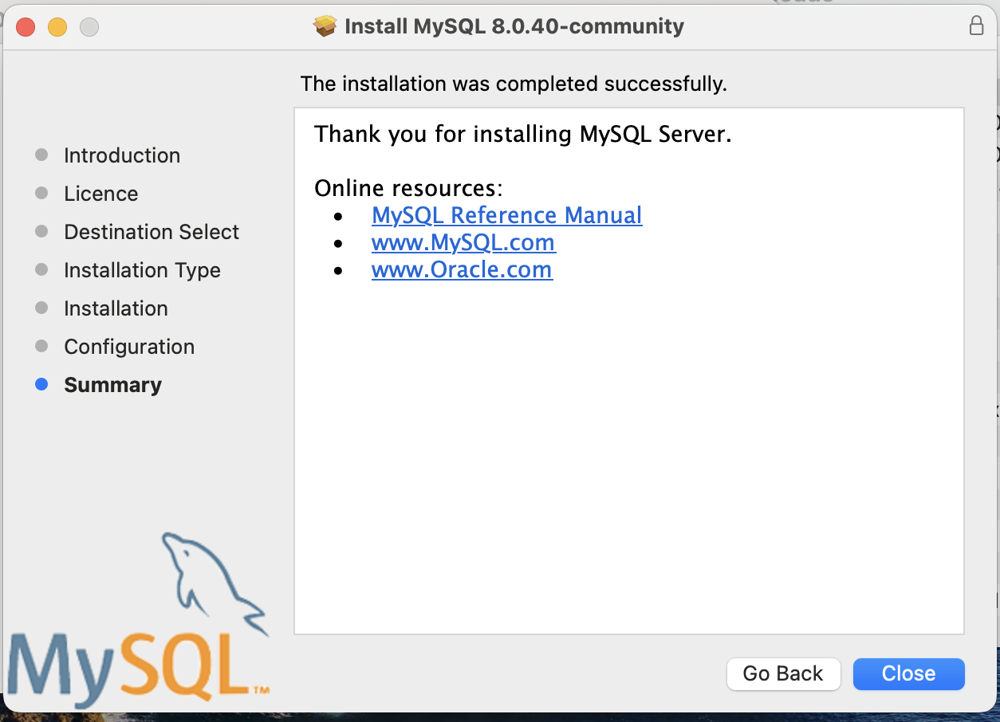 Install MySQL 8.0.40-community
The installation was completed successfully.
Introduction
Licence
Destination Select
Installation Type
Installation
Configuration
Summary
Thank you for installing MySQL Server.
Online resources:
• MySQL Reference Manual
• www.MySQL.com
• www.Oracle.com
MySQL™
Go Back
Close